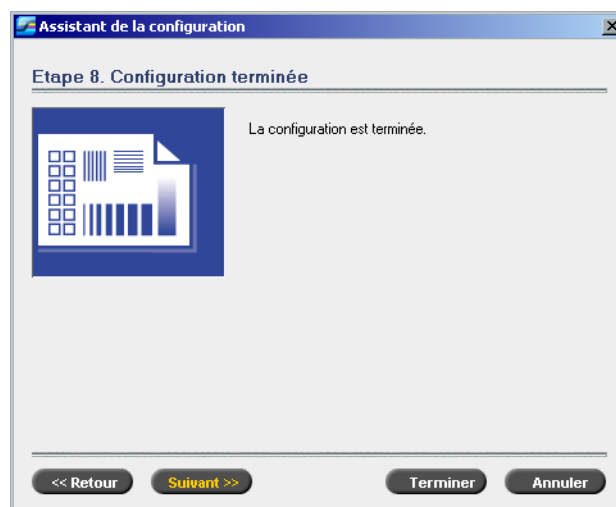 Assistant de la configuration
Etape 8. Configuration terminée
La configuration est terminée.
<< Retour
Suivant >>
Terminer
Annuler